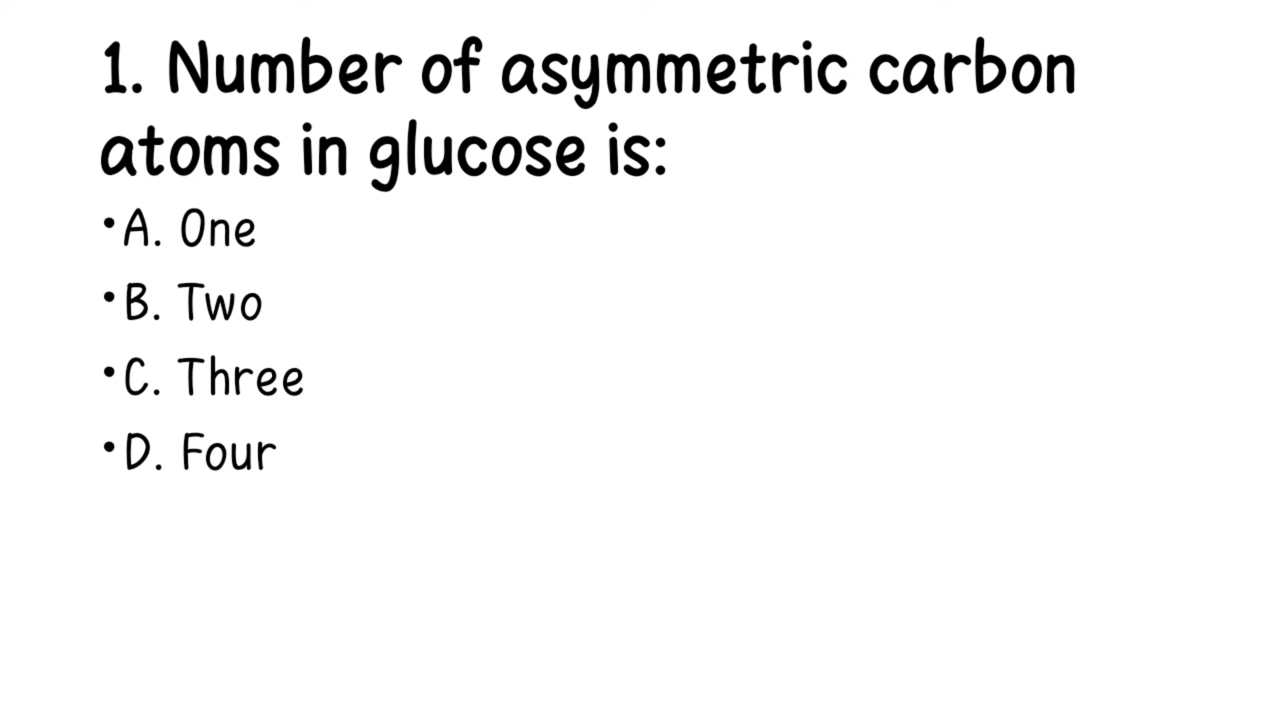 1. Number of asymmetric carbon
atoms in glucose is:
•A. One
•B. Two
•C. Three
•D. Four